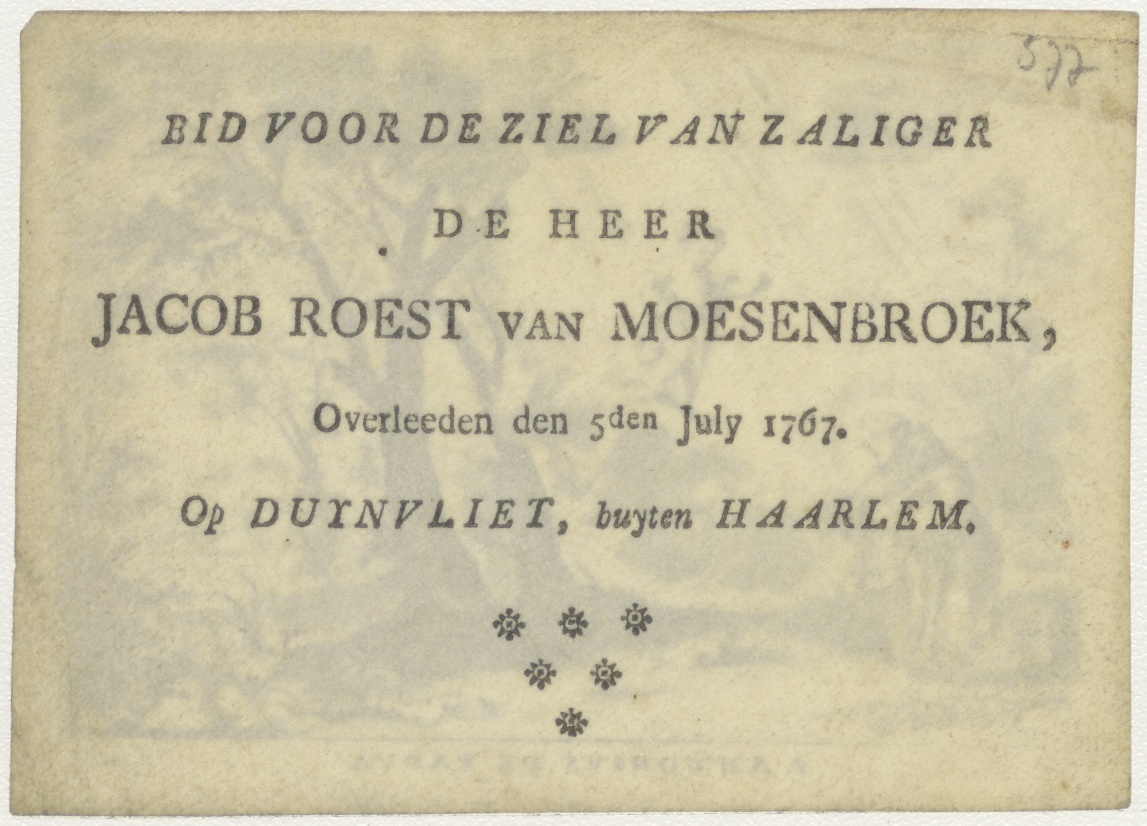 577
BID VOOR DE ZIEL VAN ZALIGER
DE HEER
JACOB ROEST VAN MOESENBROEK,
Overleeden den 5den July 1767.
Op DUYNVLIET, buyten HAARLEM.